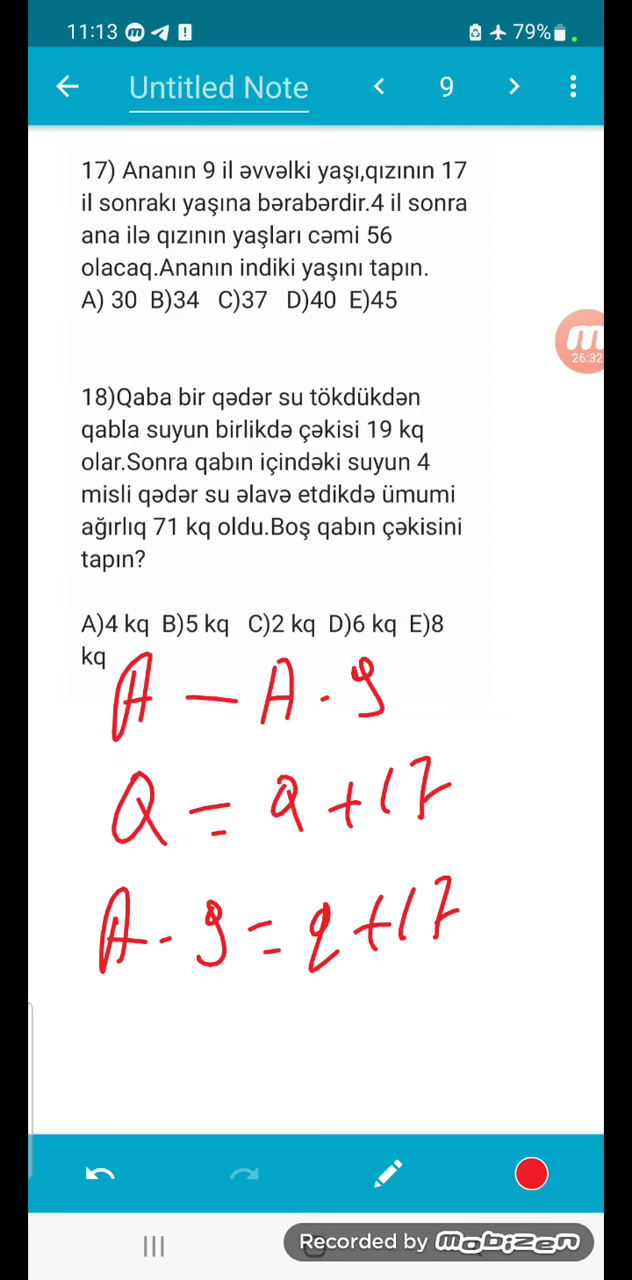 11:13
79%
Untitled Note
9
17) Ananın 9 il əvvəlki yaşı,qızının 17
il sonrakı yaşına bərabərdir.4 il sonra
ana ilə qızının yaşları cəmi 56
olacaq.Ananın indiki yaşını tapın.
A) 30 B)34 C)37 D)40 E)45
26:32
18)Qaba bir qədər su tökdükdən
qabla suyun birlikdə çəkisi 19 kq
olar.Sonra qabın içindəki suyun 4
misli qədər su əlavə etdikdə ümumi
ağırlıq 71 kq oldu.Boş qabın çəkisini
tapın?
A)4 kq B)5 kq C)2 kq D)6 kq E)8
kq
A — A - 9
Q = Q + 17
A - 9 = Q + 17
Recorded by mobizen